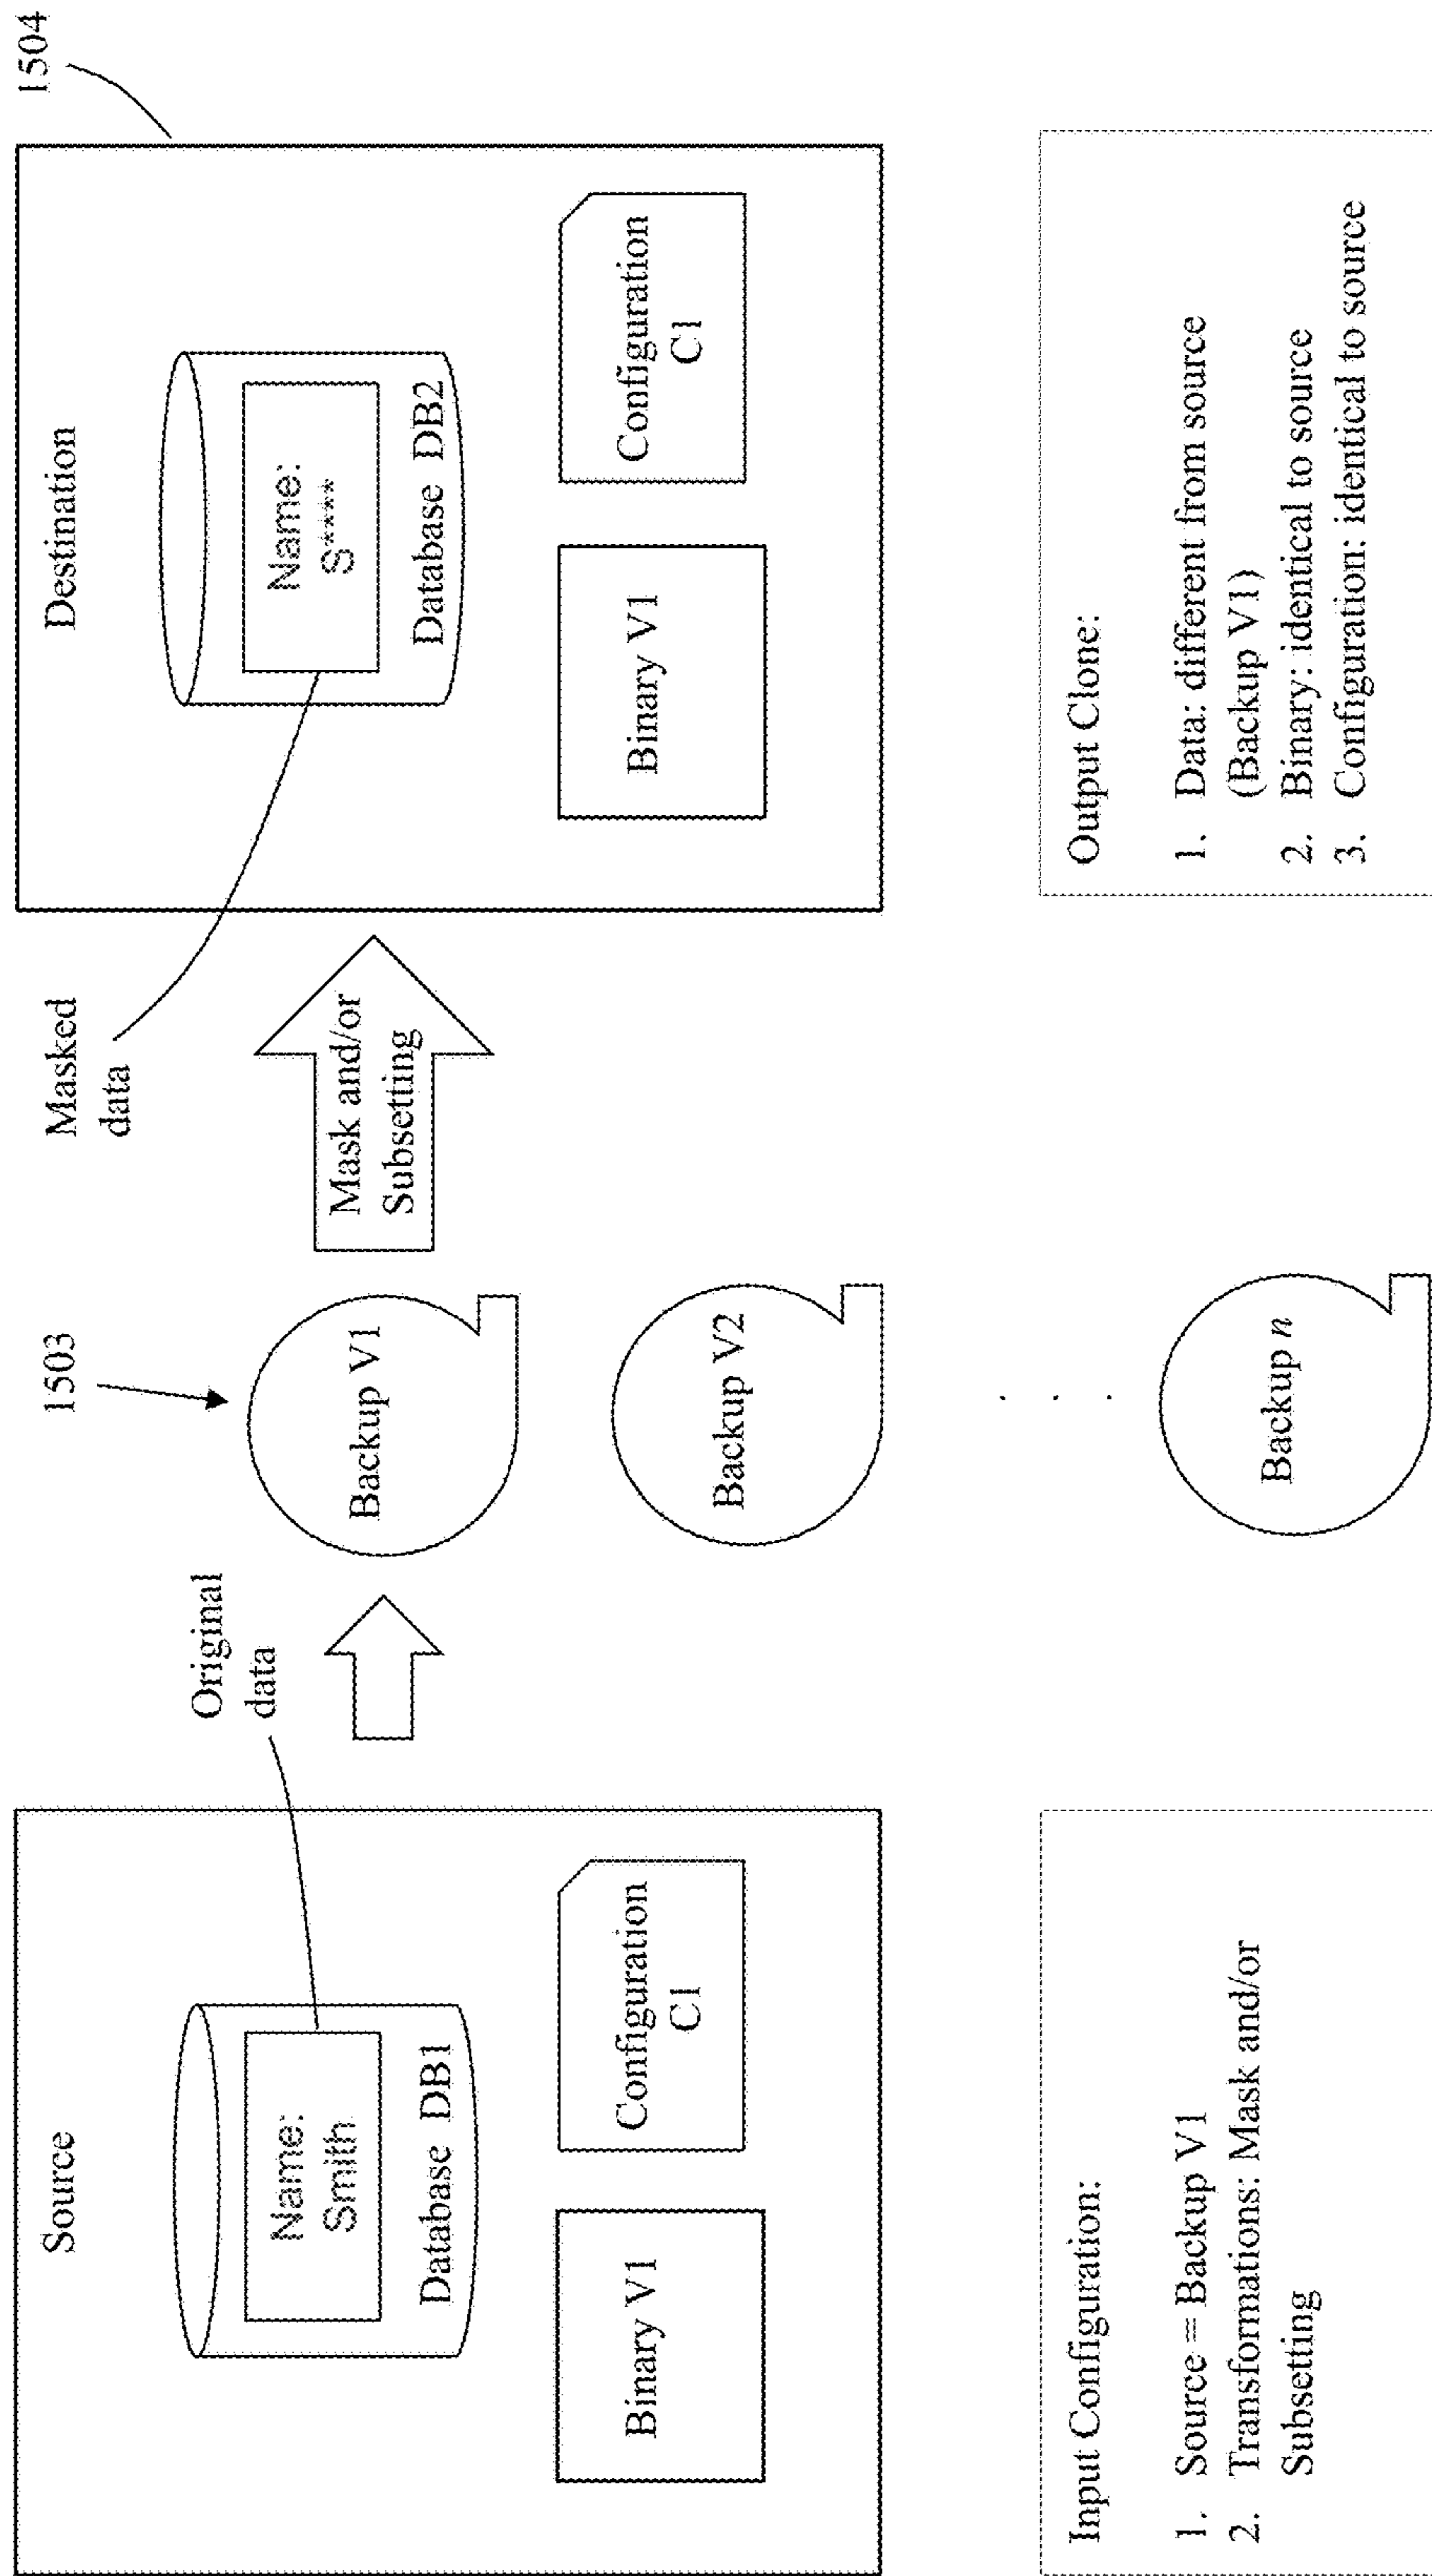 Source
Name:
Smith
Database DB1
Binary V1
Configuration
C1
Original
data
1503
Backup V1
Backup V2
. . .
Backup n
Mask and/or
Subsetting
Masked
data
Destination
1504
Name:
S****
Database DB2
Binary V1
Configuration
C1
Input Configuration:
1. Source = Backup V1
2. Transformations: Mask and/or
Subsetting
Output Clone:
1. Data: different from source
(Backup V1)
2. Binary: identical to source
3. Configuration: identical to source